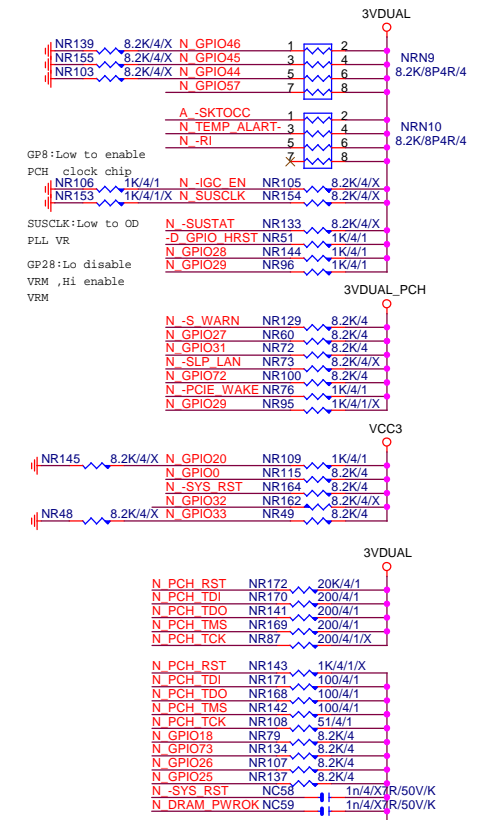 3VDUAL
NR139 8.2K/4/X N_GPIO46 1 2
NR155 8.2K/4/X N_GPIO45 3 4 NRN9
NR103 8.2K/4/X N_GPIO44 5 6 8.2K/8P4R/4
N_GPIO57 7 8
A_-SKTOCC 1 2
N_TEMP_ALART- 3 4 NRN10
N_-RI 5 6 8.2K/8P4R/4
7 8
GP8:Low to enable
PCH clock chip
NR106 1K/4/1 N_-IGC_EN NR105 8.2K/4/X
NR153 1K/4/1/X N_SUSCLK NR154 8.2K/4/X
SUSCLK:Low to OD
PLL VR
GP28:Lo disable
VRM ,Hi enable
VRM
N_-SUSTAT NR133 8.2K/4/X
-D_GPIO_HRST NR51 1K/4/1
N_GPIO28 NR144 1K/4/1
N_GPIO29 NR96 1K/4/1
3VDUAL_PCH
N_-S_WARN NR129 8.2K/4
N_GPIO27 NR60 8.2K/4
N_GPIO31 NR72 8.2K/4
N_-SLP_LAN NR73 8.2K/4/X
N_GPIO72 NR100 8.2K/4
N_-PCIE_WAKE NR76 1K/4/1
N_GPIO29 NR95 1K/4/1/X
VCC3
NR145 8.2K/4/X N_GPIO20 NR109 1K/4/1
N_GPIO0 NR115 8.2K/4
N_-SYS_RST NR164 8.2K/4
N_GPIO32 NR162 8.2K/4/X
NR48 8.2K/4/X N_GPIO33 NR49 8.2K/4
3VDUAL
N_PCH_RST NR172 20K/4/1
N_PCH_TDI NR170 200/4/1
N_PCH_TDO NR141 200/4/1
N_PCH_TMS NR169 200/4/1
N_PCH_TCK NR87 200/4/1/X
N_PCH_RST NR143 1K/4/1/X
N_PCH_TDI NR171 100/4/1
N_PCH_TDO NR168 100/4/1
N_PCH_TMS NR142 100/4/1
N_PCH_TCK NR108 51/4/1
N_GPIO18 NR79 8.2K/4
N_GPIO73 NR134 8.2K/4
N_GPIO26 NR107 8.2K/4
N_GPIO25 NR137 8.2K/4
N_-SYS_RST NC58 1n/4/X7R/50V/K
N_DRAM_PWROK NC59 1n/4/X7R/50V/K